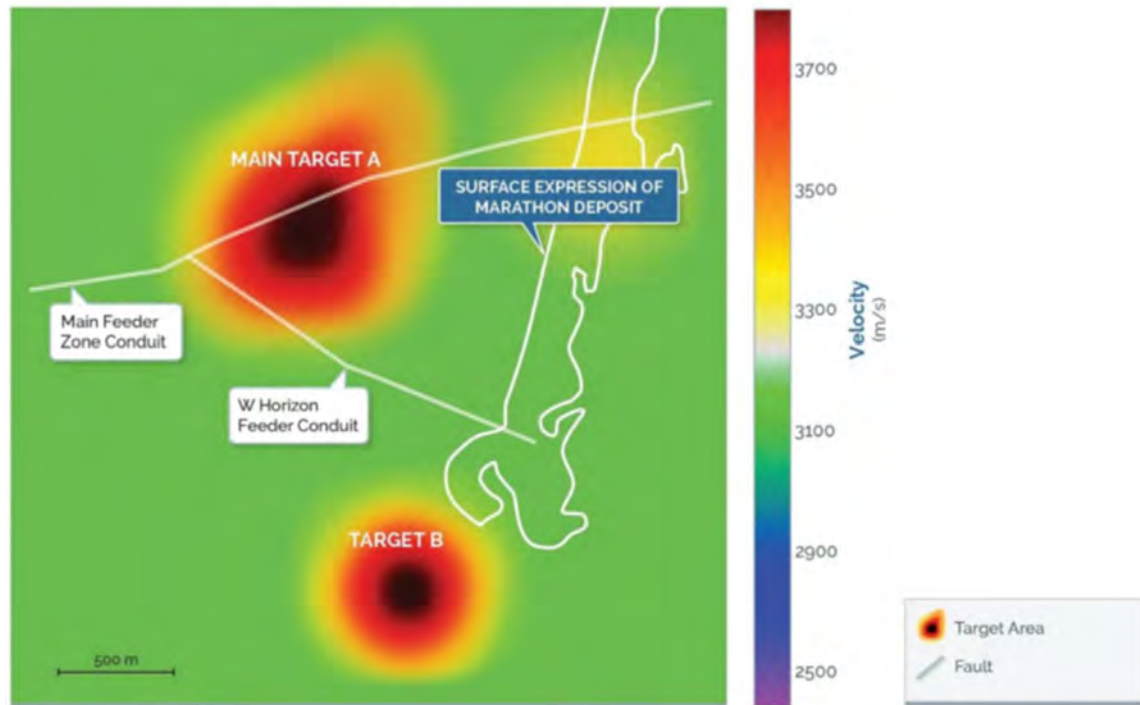 MAIN TARGET A
SURFACE EXPRESSION OF
MARATHON DEPOSIT
Main Feeder
Zone Conduit
W Horizon
Feeder Conduit
TARGET B
500 m
3700
3500
3300
3100
2900
2500
Velocity
(m/s)
Target Area
Fault